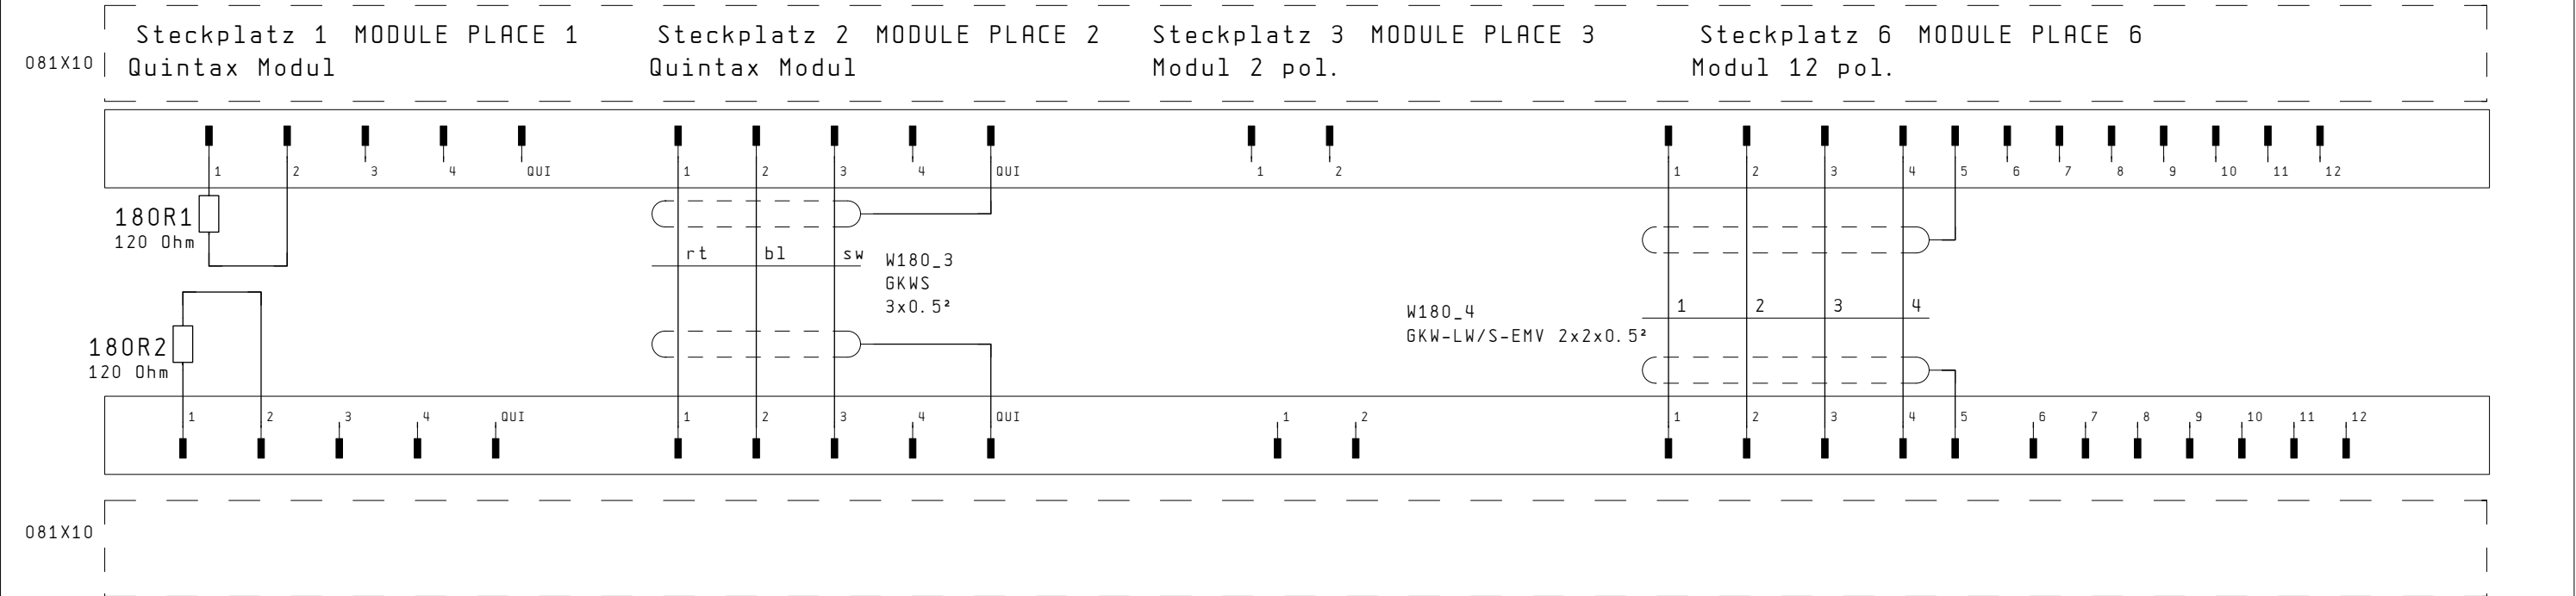 Steckplatz 1 MODULE PLACE 1
Quintax Modul
Steckplatz 2 MODULE PLACE 2
Quintax Modul
Steckplatz 3 MODULE PLACE 3
Modul 2 pol.
Steckplatz 6 MODULE PLACE 6
Modul 12 pol.
081X10
1 2 3 4 QUI
1 2 3 4 QUI
1 2
1 2 3 4 5 6 7 8 9 10 11 12
180R1
120 Ohm
rt bl sw
W180_3
GKWS
3x0.5²
1 2 3 4
W180_4
GKW-LW/S-EMV 2x2x0.5²
180R2
120 Ohm
1 2 3 4 QUI
1 2 3 4 QUI
1 2
1 2 3 4 5 6 7 8 9 10 11 12
081X10